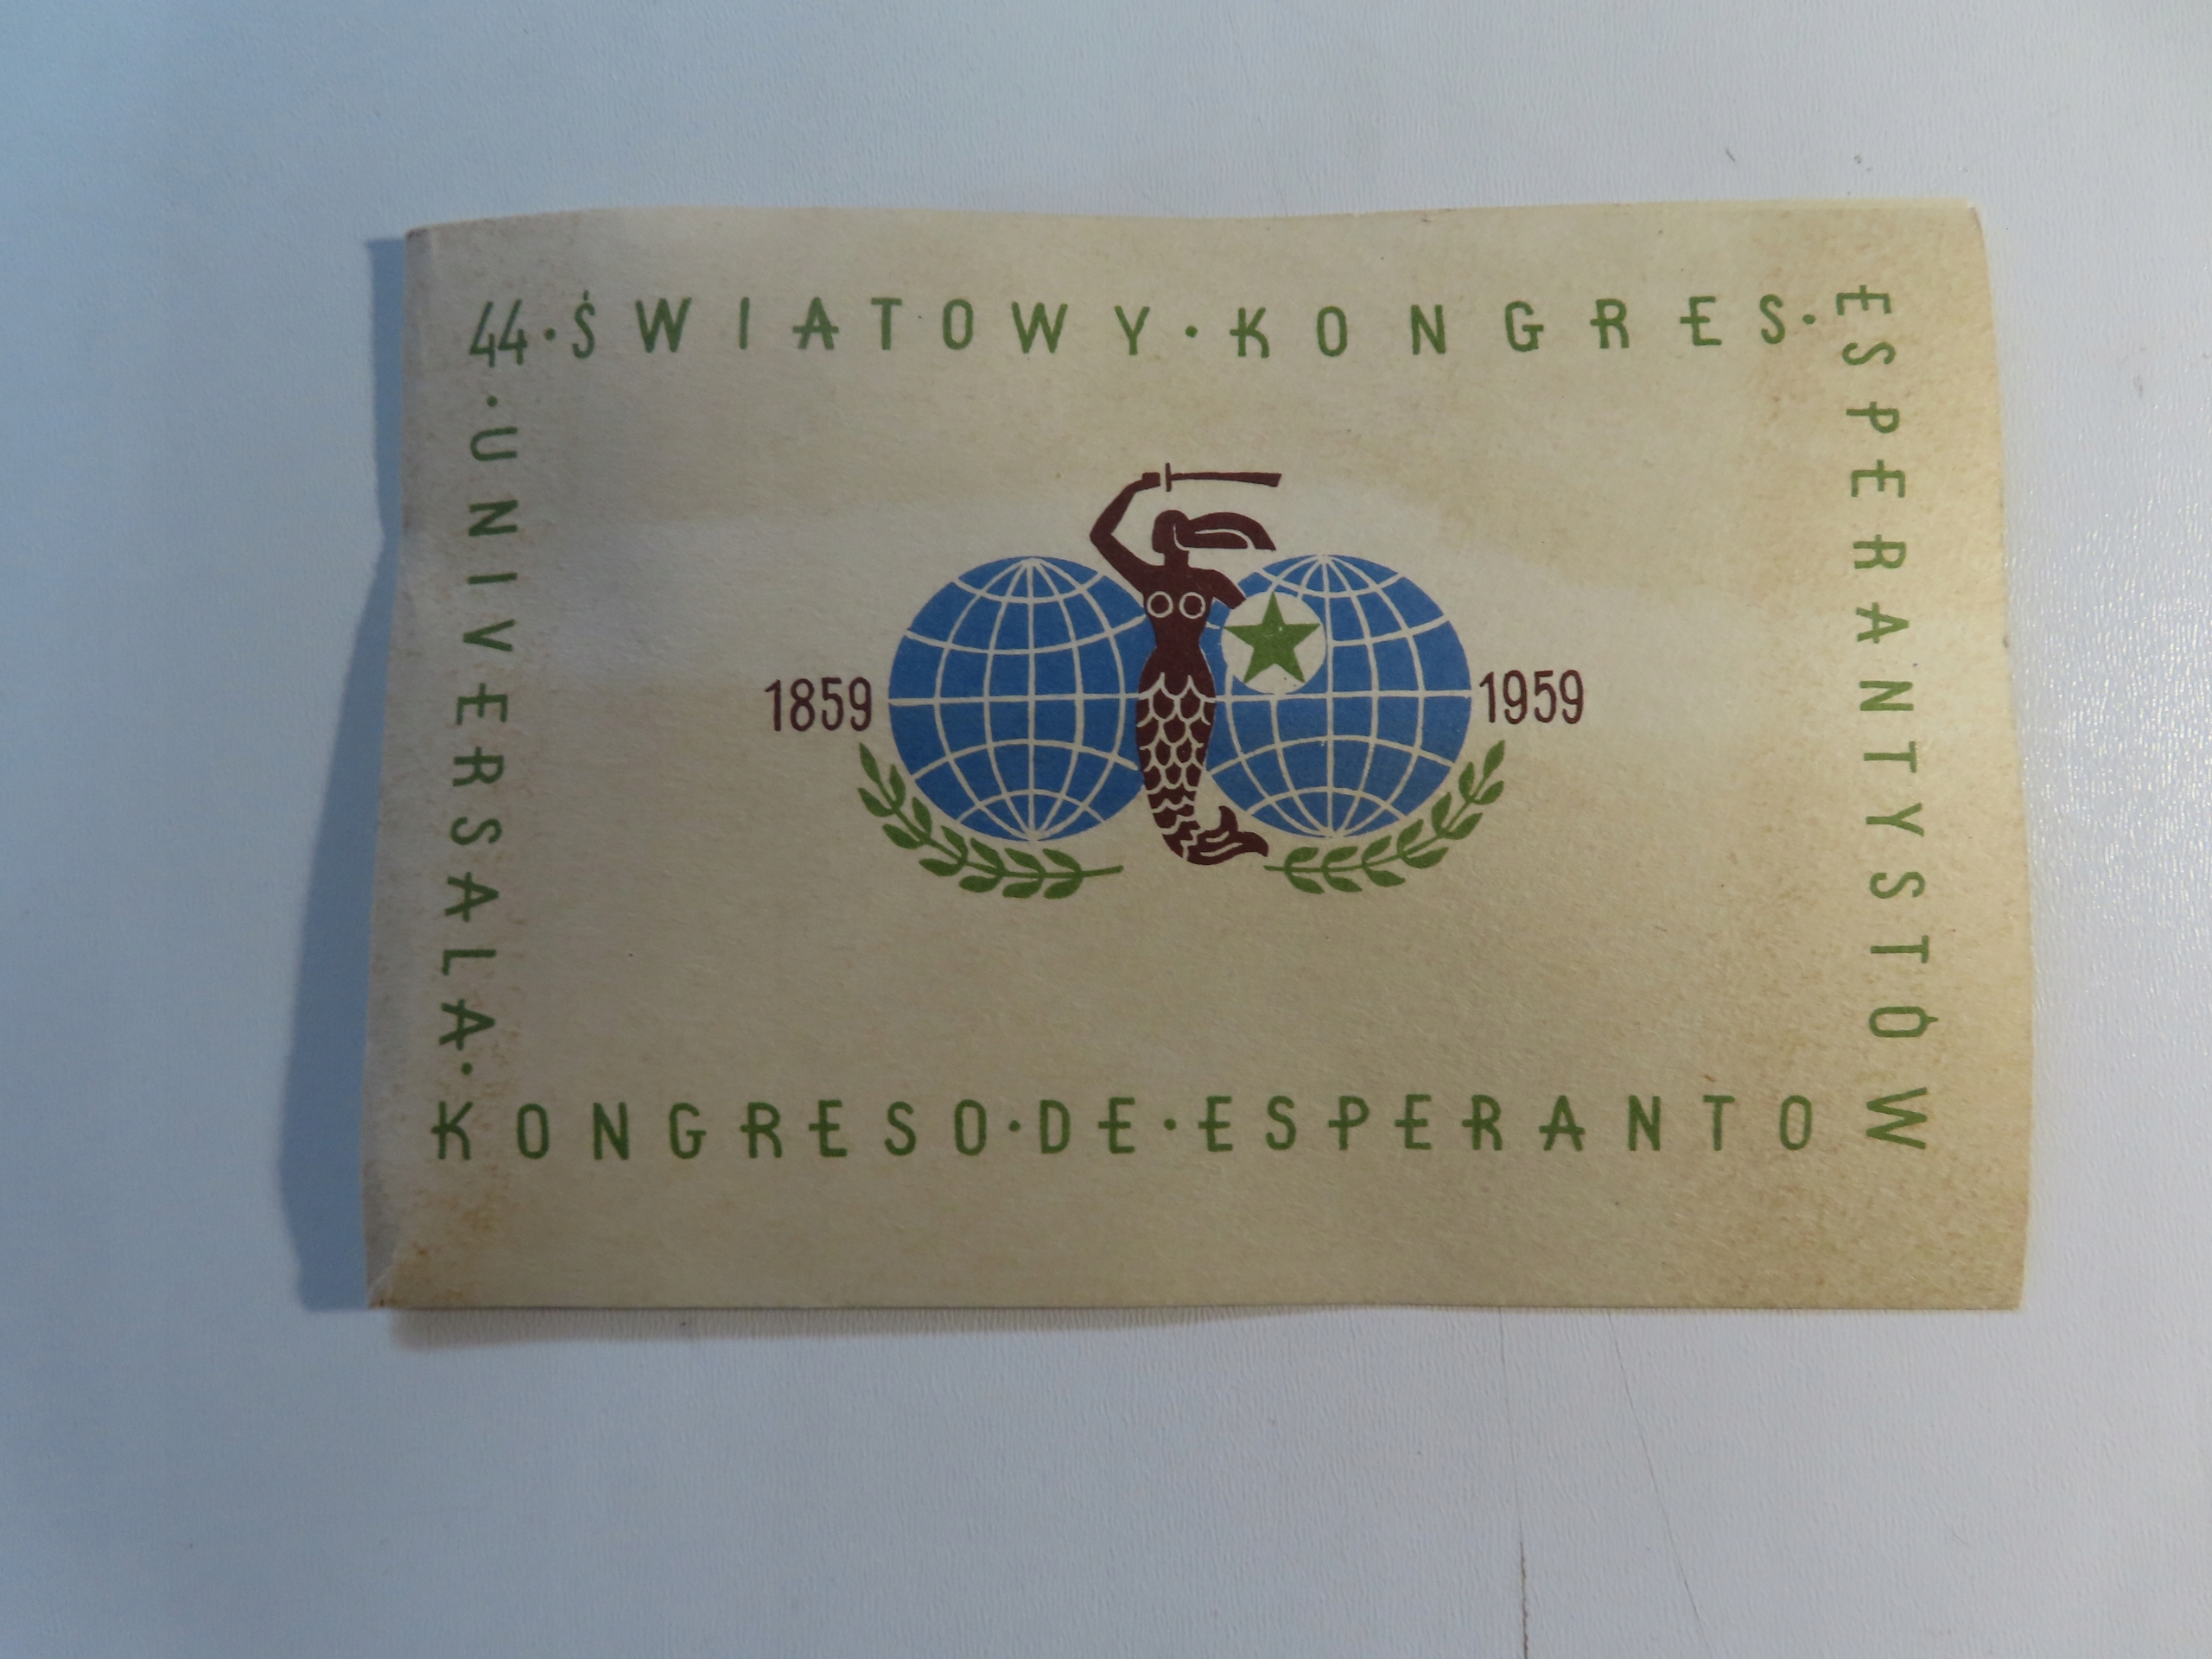 44·ŚWIATOWY·KONGRES·
ESPERANTYSTÓW
·UNIVERSALA·
KONGRESO·DE·ESPERANTO
1859
1959